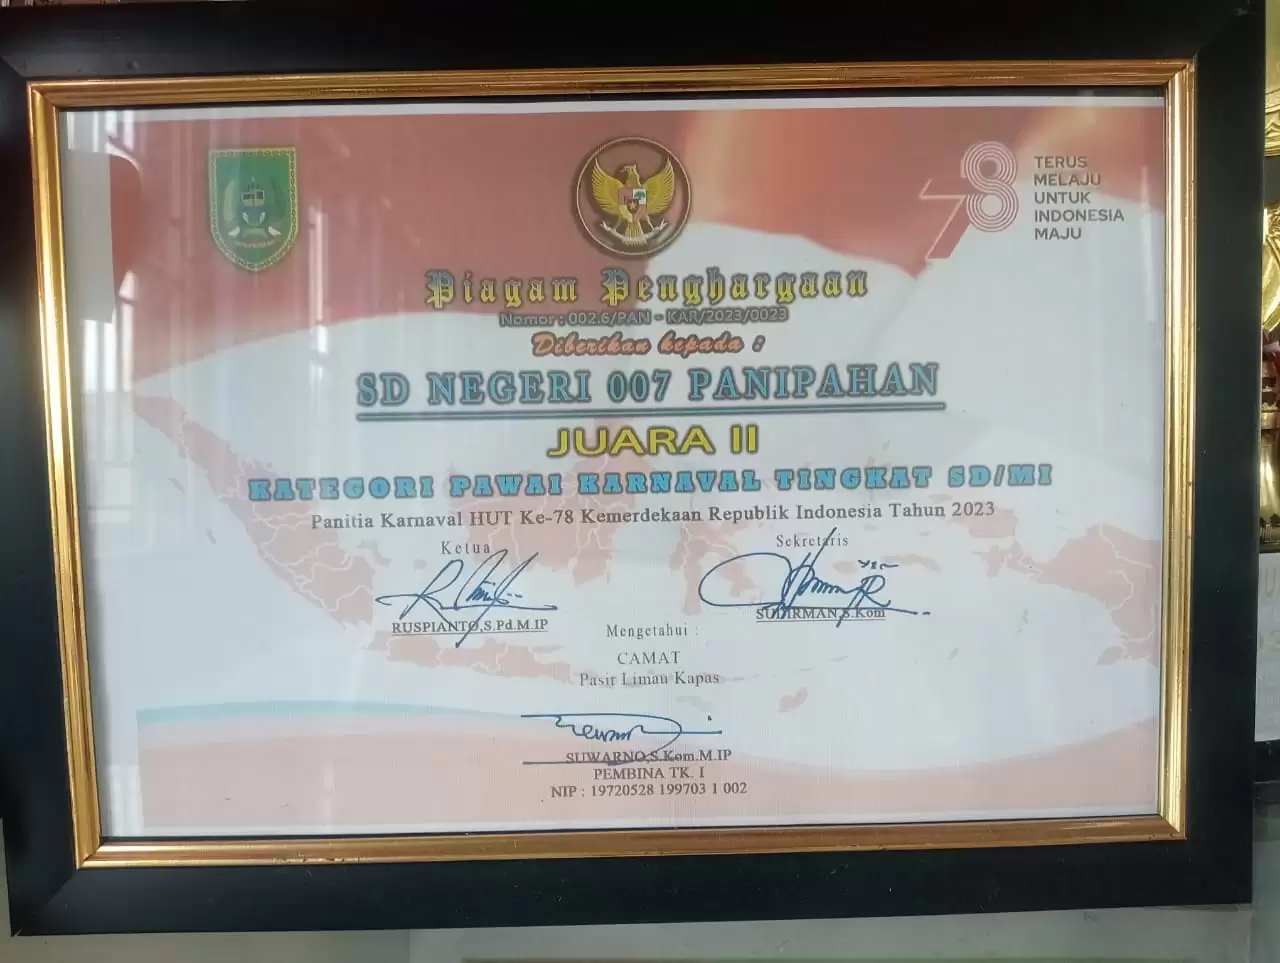 TERUS
MELAJU
UNTUK
INDONESIA
MAJU
78
Piagam Penghargaan
Nomor : 002.6/PAN - KAR/2023/0023
Diberikan kepada :
SD NEGERI 007 PANIPAHAN
JUARA II
KATEGORI PAWAI KARNAVAL TINGKAT SD/MI
Panitia Karnaval HUT Ke-78 Kemerdekaan Republik Indonesia Tahun 2023
Ketua
Sekretaris
RUSPIANTO,S.Pd.M.IP
SUDIRMAN,S.Kom
Mengetahui :
CAMAT
Pasir Limau Kapas
SUWARNO,S.Kom.M.IP
PEMBINA TK. I
NIP : 19720528 199703 1 002